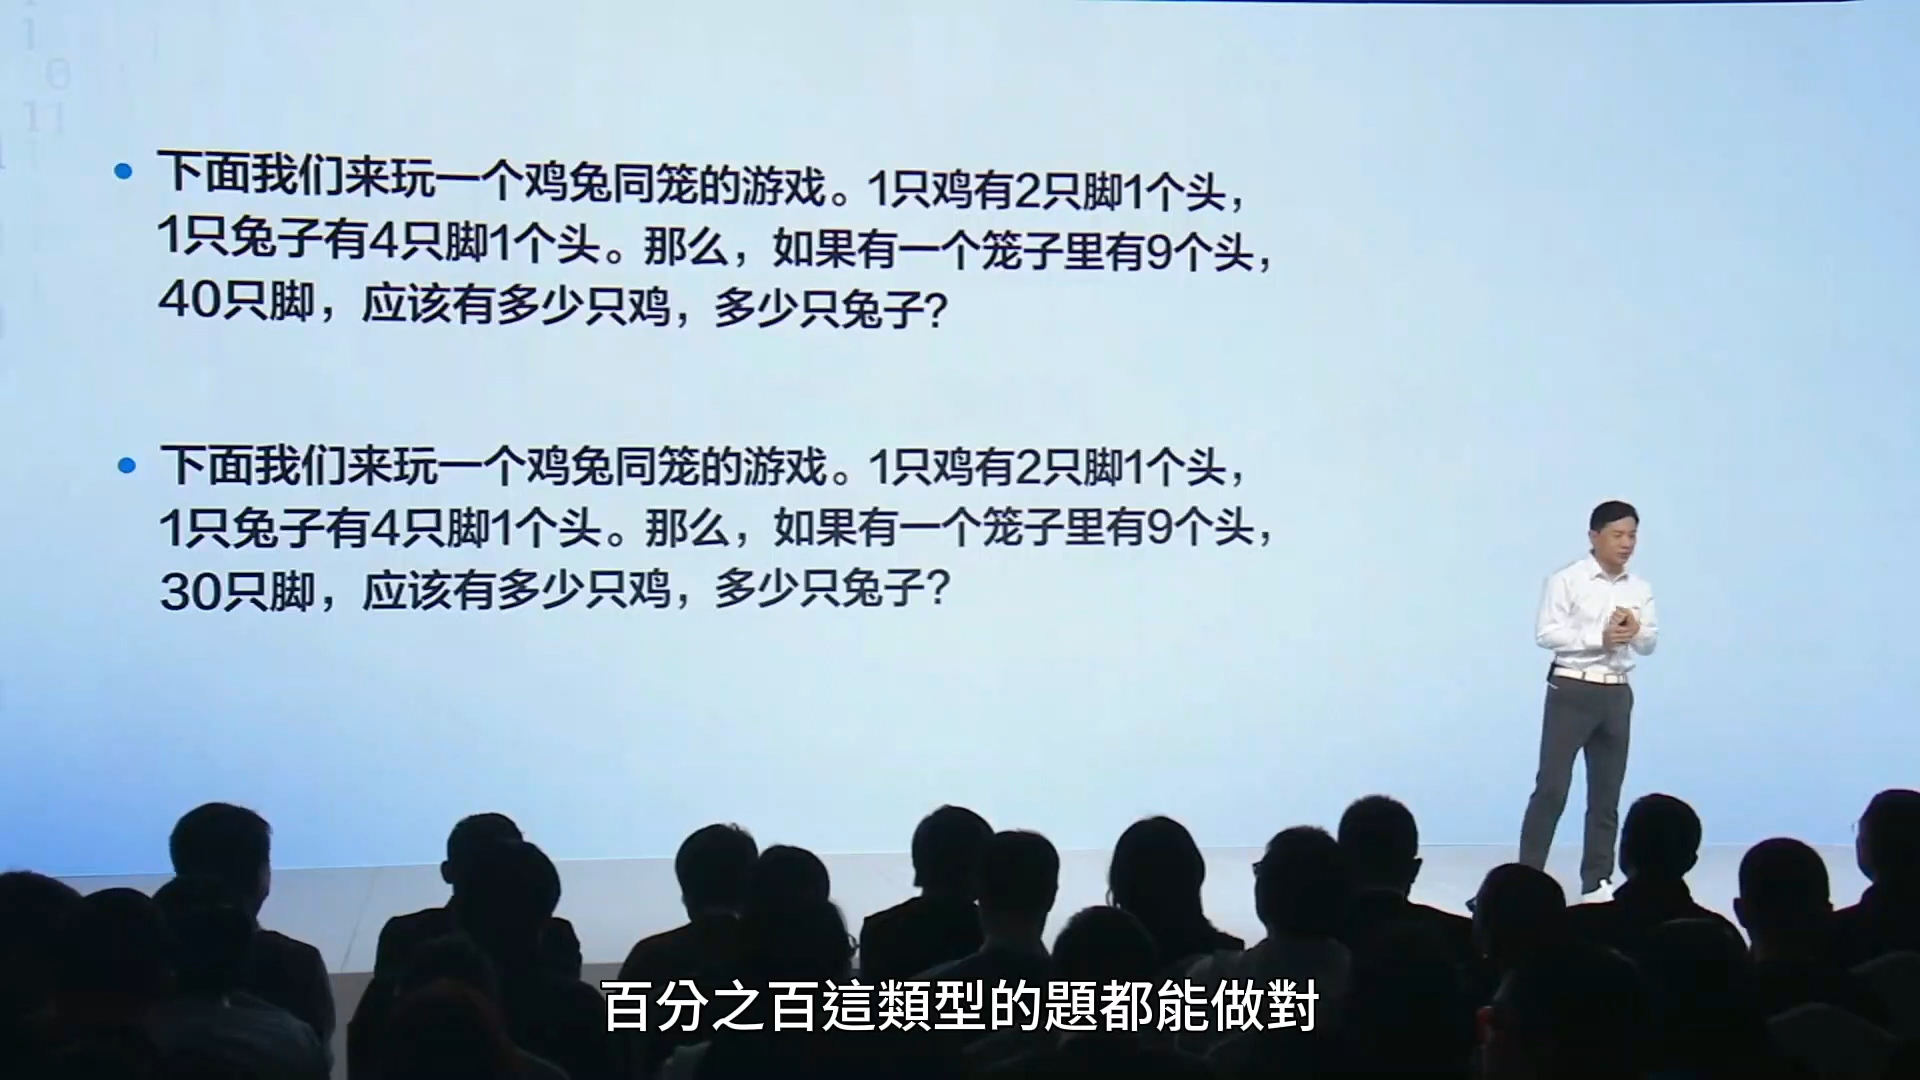 下面我们来玩一个鸡兔同笼的游戏。1只鸡有2只脚1个头，
1只兔子有4只脚1个头。那么，如果有一个笼子里有9个头，
40只脚，应该有多少只鸡，多少只兔子？
下面我们来玩一个鸡兔同笼的游戏。1只鸡有2只脚1个头，
1只兔子有4只脚1个头。那么，如果有一个笼子里有9个头，
30只脚，应该有多少只鸡，多少只兔子？
百分之百這類型的題都能做對